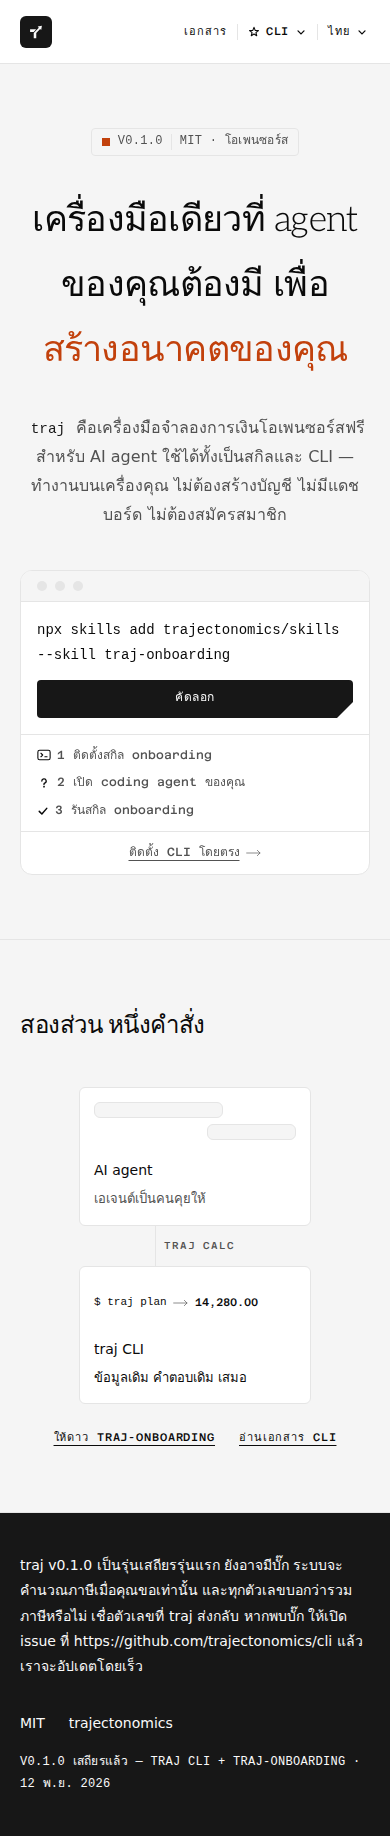 เอกสาร CLI ไทย
V0.1.0 MIT · โอเพนซอร์ส
เครื่องมือเดียวที่ agent
ของคุณต้องมี เพื่อ
สร้างอนาคตของคุณ
traj คือเครื่องมือจำลองการเงินโอเพนซอร์สฟรี
สำหรับ AI agent ใช้ได้ทั้งเป็นสกิลและ CLI —
ทำงานบนเครื่องคุณ ไม่ต้องสร้างบัญชี ไม่มีแดช
บอร์ด ไม่ต้องสมัครสมาชิก
npx skills add trajectonomics/skills
--skill traj-onboarding
คัดลอก
1 ติดตั้งสกิล onboarding
? 2 เปิด coding agent ของคุณ
3 รันสกิล onboarding
ติดตั้ง CLI โดยตรง →
สองส่วน หนึ่งคำสั่ง
AI agent
เอเจนต์เป็นคนคุยให้
TRAJ CALC
$ traj plan → 14,280.00
traj CLI
ข้อมูลเดิม คำตอบเดิม เสมอ
ให้ดาว TRAJ-ONBOARDING อ่านเอกสาร CLI
traj v0.1.0 เป็นรุ่นเสถียรรุ่นแรก ยังอาจมีบั๊ก ระบบจะ
คำนวณภาษีเมื่อคุณขอเท่านั้น และทุกตัวเลขบอกว่ารวม
ภาษีหรือไม่ เชื่อตัวเลขที่ traj ส่งกลับ หากพบบั๊ก ให้เปิด
issue ที่ https://github.com/trajectonomics/cli แล้ว
เราจะอัปเดตโดยเร็ว
MIT trajectonomics
V0.1.0 เสถียรแล้ว — TRAJ CLI + TRAJ-ONBOARDING ·
12 พ.ย. 2026